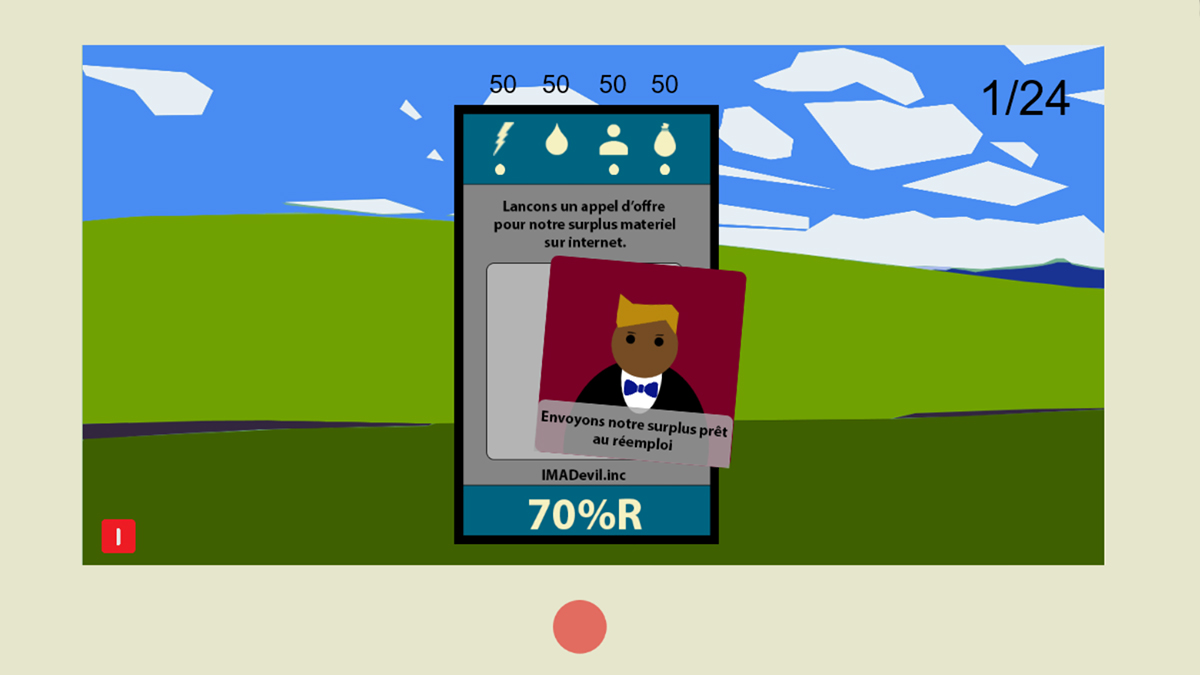 50 50 50 50
1/24
Lancons un appel d’offre
pour notre surplus materiel
sur internet.
Envoyons notre surplus prêt
au réemploi
IMADevil.inc
70%R
I